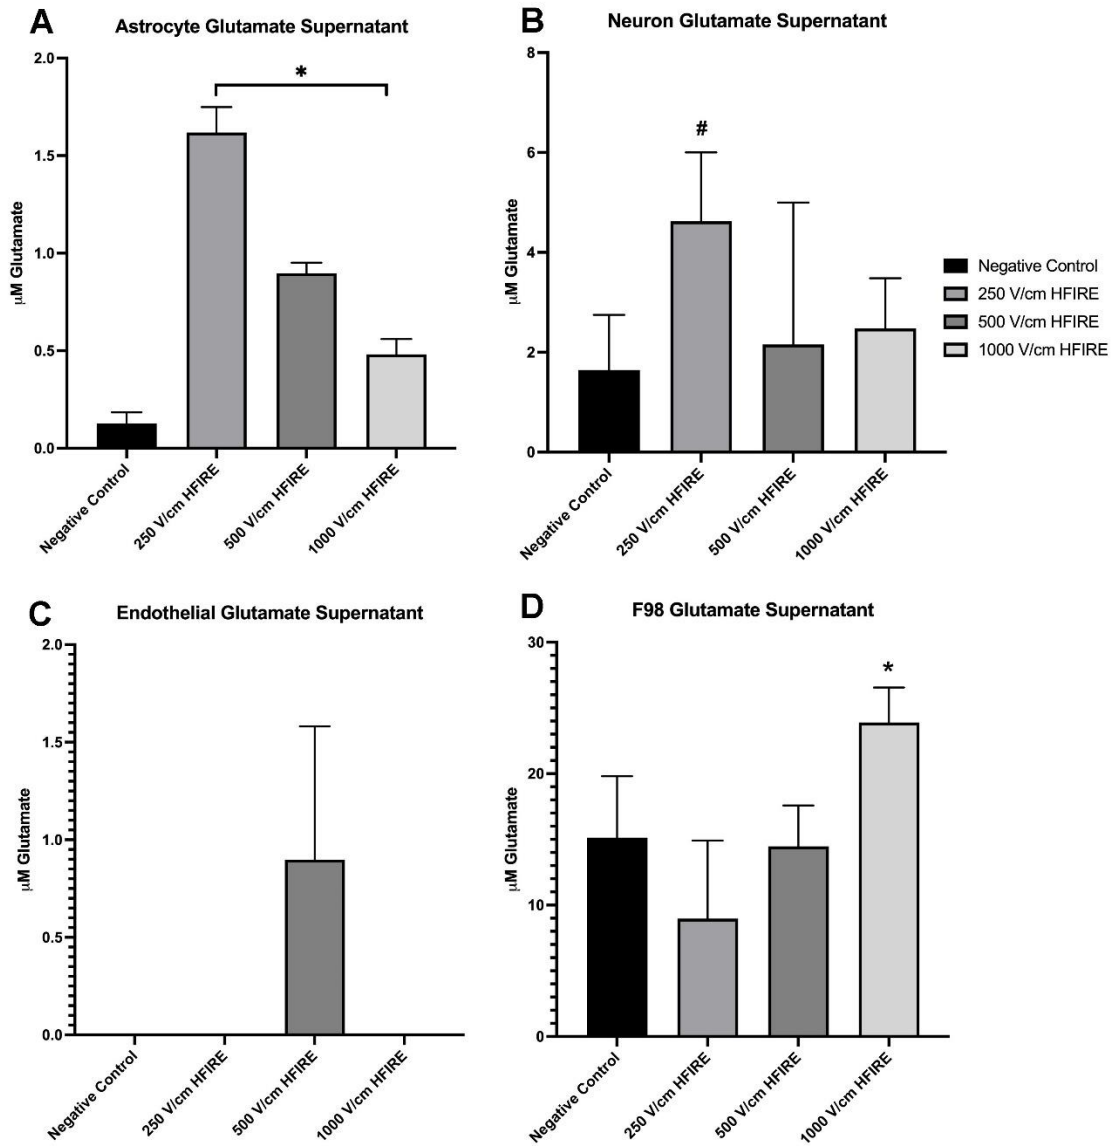 A
Astrocyte Glutamate Supernatant
2.0
1.5
1.0
0.5
0.0
μM Glutamate
*
Negative Control
250 V/cm HFIRE
500 V/cm HFIRE
1000 V/cm HFIRE
B
Neuron Glutamate Supernatant
8
6
4
2
0
μM Glutamate
#
Negative Control
250 V/cm HFIRE
500 V/cm HFIRE
1000 V/cm HFIRE
Negative Control
250 V/cm HFIRE
500 V/cm HFIRE
1000 V/cm HFIRE
C
Endothelial Glutamate Supernatant
2.0
1.5
1.0
0.5
0.0
μM Glutamate
Negative Control
250 V/cm HFIRE
500 V/cm HFIRE
1000 V/cm HFIRE
D
F98 Glutamate Supernatant
30
20
10
0
μM Glutamate
*
Negative Control
250 V/cm HFIRE
500 V/cm HFIRE
1000 V/cm HFIRE